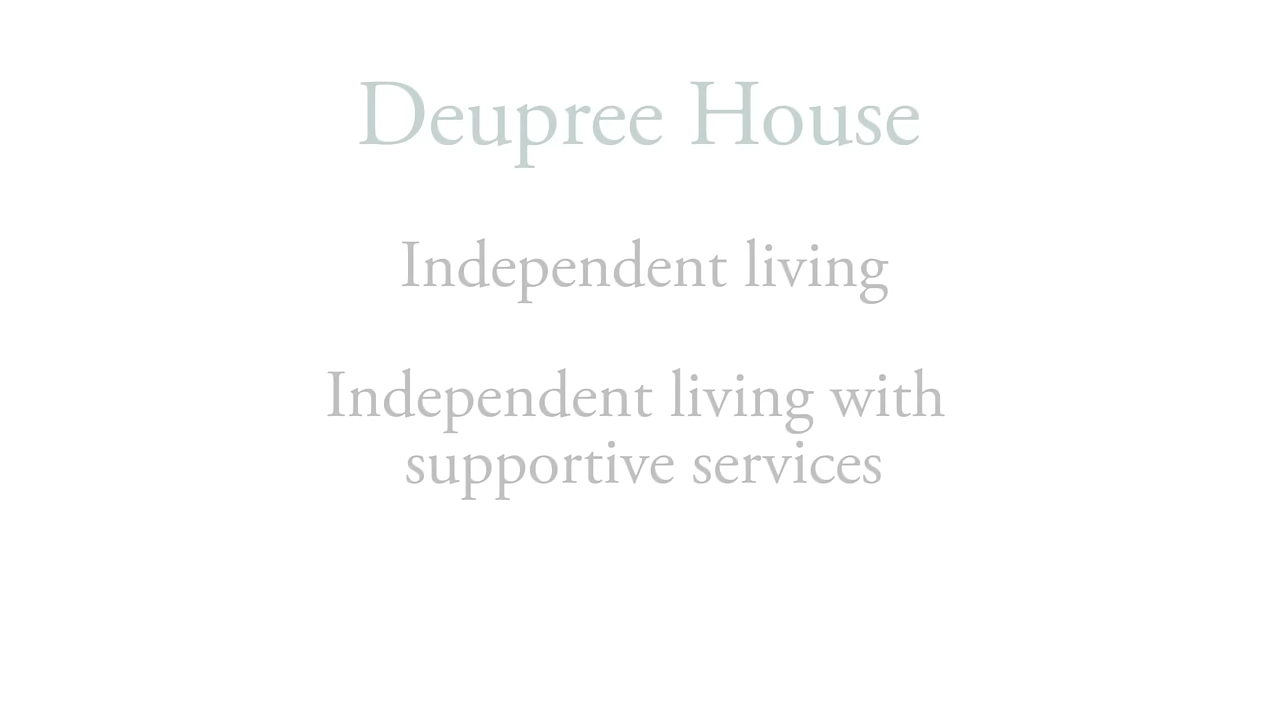 Deupree House
Independent living
Independent living with
supportive services